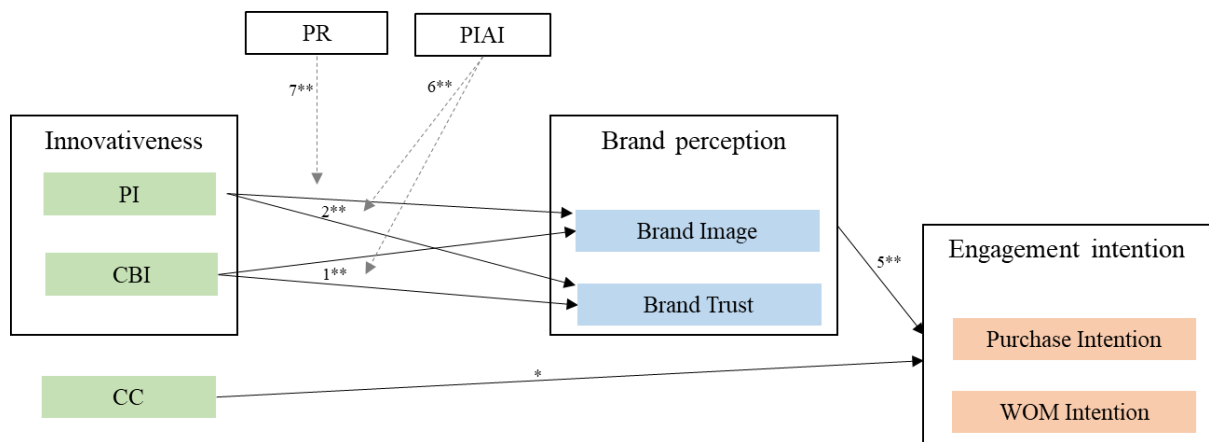 PR
PIAI
7**
6**
Innovativeness
Brand perception
PI
2**
Brand Image
CBI
1**
Brand Trust
5**
Engagement intention
Purchase Intention
CC
*
WOM Intention